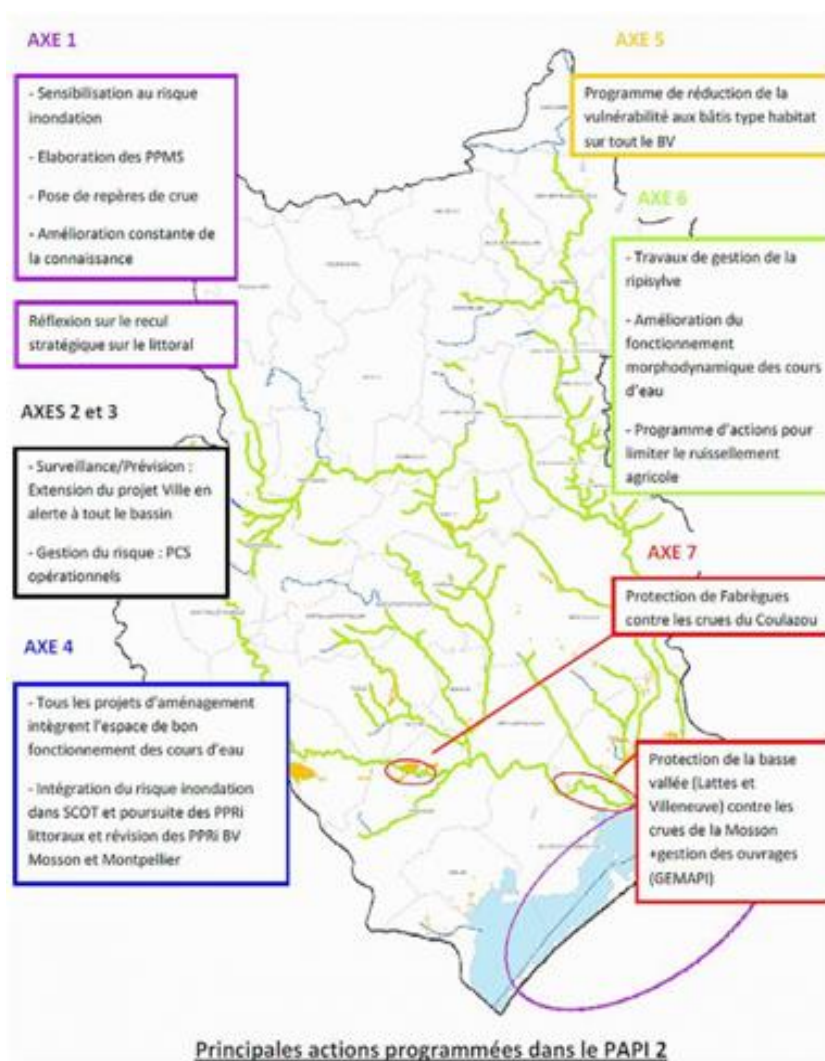 AXE 1
- Sensibilisation au risque
inondation
- Elaboration des PPMS
- Pose de repères de crue
- Amélioration constante de
la connaissance
Réflexion sur le recul
stratégique sur le littoral
AXES 2 et 3
- Surveillance/Prévision :
Extension du projet Ville en
alerte à tout le bassin
- Gestion du risque : PCS
opérationnels
AXE 4
- Tous les projets d'aménagement
intègrent l'espace de bon
fonctionnement des cours d'eau
- Intégration du risque inondation
dans SCOT et poursuite des PPRi
littoraux et révision des PPRi BV
Mosson et Montpellier
AXE 5
Programme de réduction de la
vulnérabilité aux bâtis type habitat
sur tout le BV
AXE 6
- Travaux de gestion de la
ripisylve
- Amélioration du
fonctionnement
morphodynamique des cours
d'eau
- Programme d'actions pour
limiter le ruissellement
agricole
AXE 7
Protection de Fabrègues
contre les crues du Coulazou
Protection de la basse
vallée (Lattes et
Villeneuve) contre les
crues de la Mosson
+gestion des ouvrages
(GEMAPI)
Principales actions programmées dans le PAPI 2